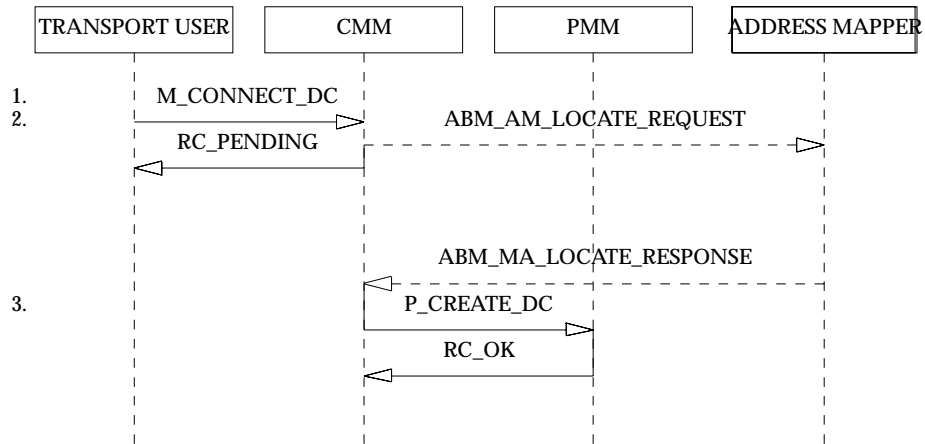 TRANSPORT USER CMM PMM ADDRESS MAPPER
1. M_CONNECT_DC
2. ABM_AM_LOCATE_REQUEST
RC_PENDING
ABM_MA_LOCATE_RESPONSE
3. P_CREATE_DC
RC_OK